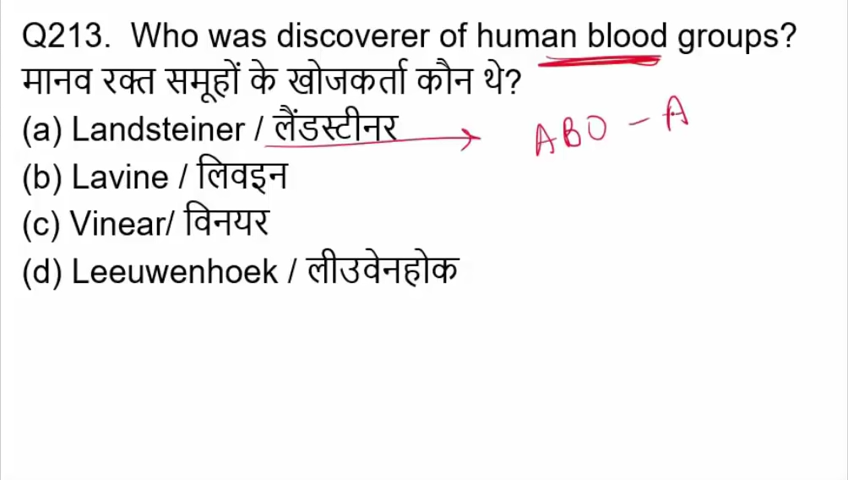 Q213. Who was discoverer of human blood groups?
मानव रक्त समूहों के खोजकर्ता कौन थे?
(a) Landsteiner / लैंडस्टीनर
ABO - A
(b) Lavine / लिवइन
(c) Vinear/ विनयर
(d) Leeuwenhoek / लीउवेनहोक